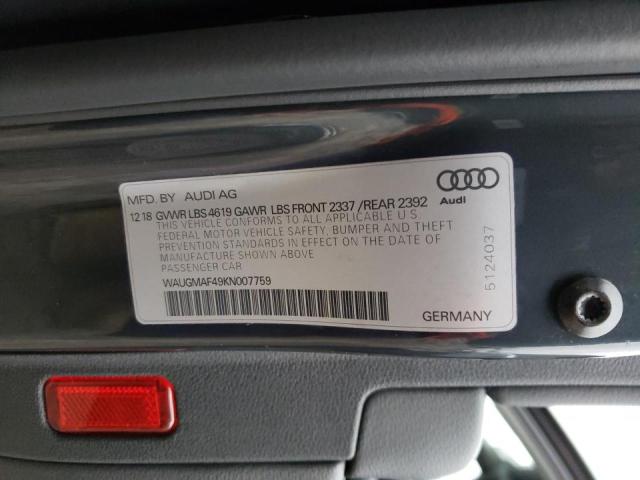 MFD. BY AUDI AG
Audi
12 18 GVWR LBS 4619 GAWR LBS FRONT 2337 / REAR 2392
THIS VEHICLE CONFORMS TO ALL APPLICABLE U S
FEDERAL MOTOR VEHICLE SAFETY, BUMPER AND THEFT
PREVENTION STANDARDS IN EFFECT ON THE DATE OF
MANUFACTURE SHOWN ABOVE
PASSENGER CAR
WAUGMAF49KN007759
5124037
GERMANY